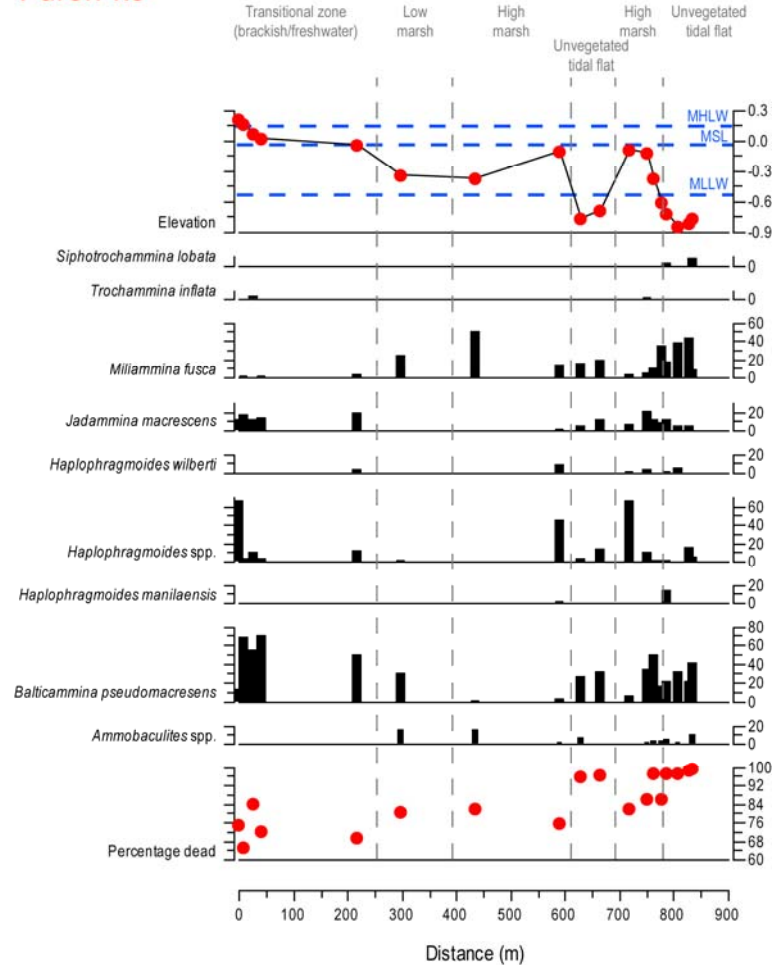 Transitional zone
(brackish/freshwater)
Low
marsh
High
marsh
Unvegetated
tidal flat
High
marsh
Unvegetated
tidal flat
MHLW
MSL
MLLW
0.3
0.0
-0.3
-0.6
-0.9
Elevation
Siphotrochammina lobata
0
Trochammina inflata
0
Miliammina fusca
60
40
20
0
Jadammina macrescens
20
0
Haplophragmoides wilberti
20
0
Haplophragmoides spp.
60
40
20
0
Haplophragmoides manilaensis
20
0
Balticammina pseudomacresens
80
60
40
20
0
Ammobaculites spp.
20
0
Percentage dead
100
92
84
76
68
60
0 100 200 300 400 500 600 700 800 900
Distance (m)